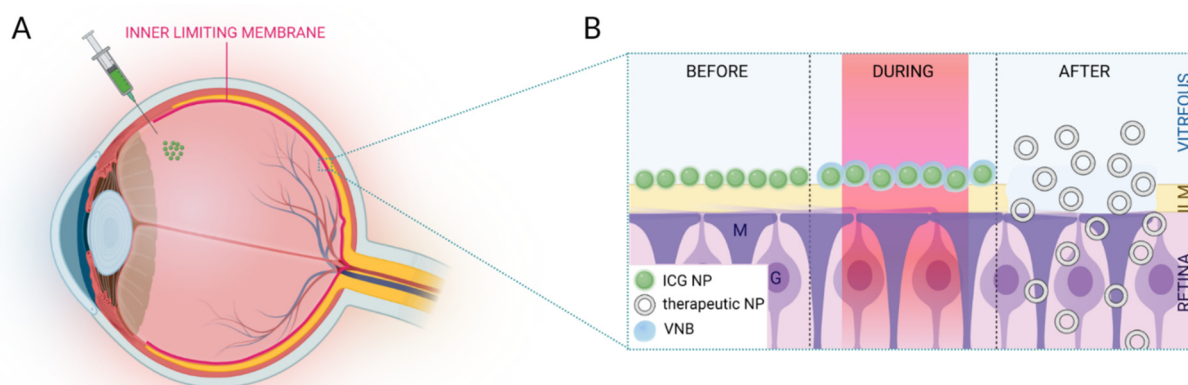 A
INNER LIMITING MEMBRANE
B
BEFORE
DURING
AFTER
VITREOUS
ILM
RETINA
M
G
ICG NP
therapeutic NP
VNB